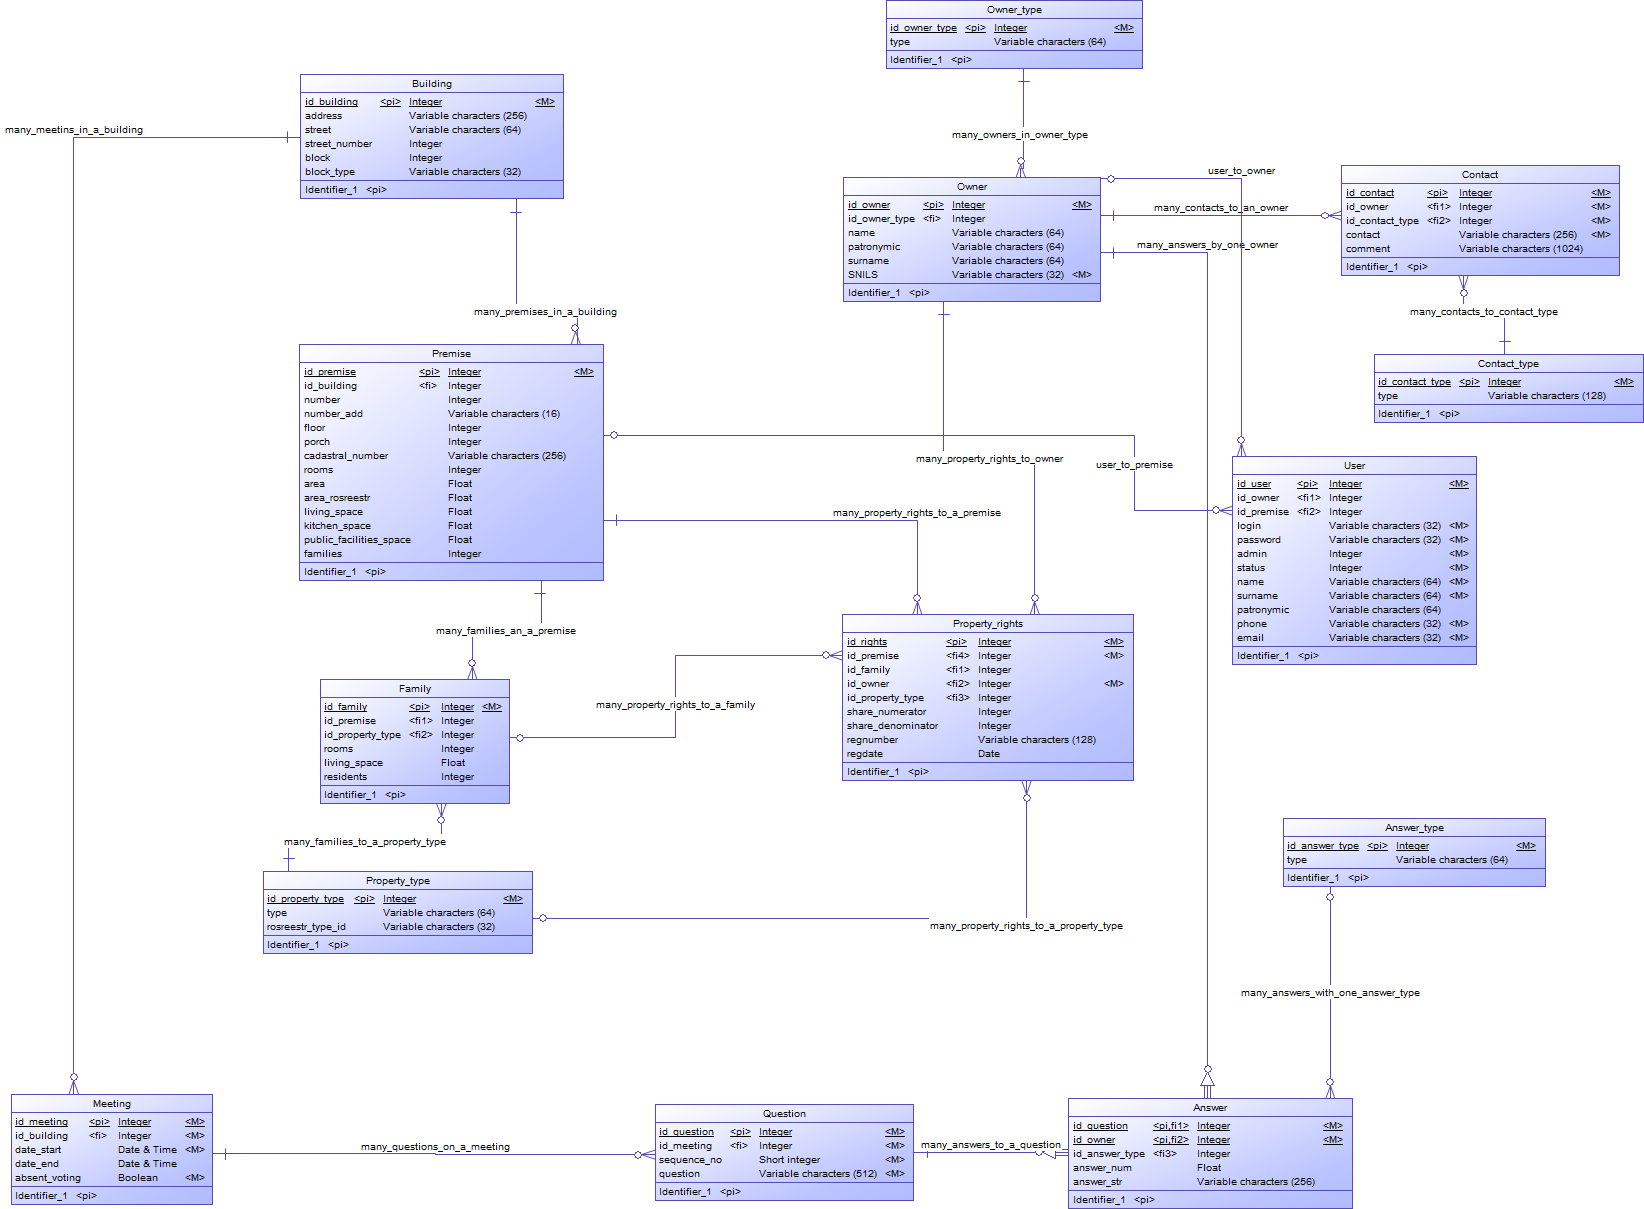 Owner_type
id_owner_type <pi> Integer <M>
type Variable characters (64)
Identifier_1 <pi>
many_owners_in_owner_type
Building
id_building <pi> Integer <M>
address Variable characters (256)
street Variable characters (64)
street_number Integer
block Integer
block_type Variable characters (32)
Identifier_1 <pi>
many_meetins_in_a_building
many_premises_in_a_building
Owner
id_owner <pi> Integer <M>
id_owner_type <fi> Integer
name Variable characters (64)
patronymic Variable characters (64)
surname Variable characters (64)
SNILS Variable characters (32) <M>
Identifier_1 <pi>
user_to_owner
many_contacts_to_an_owner
many_answers_by_one_owner
Contact
id_contact <pi> Integer <M>
id_owner <fi1> Integer <M>
id_contact_type <fi2> Integer <M>
contact Variable characters (256) <M>
comment Variable characters (1024)
Identifier_1 <pi>
many_contacts_to_contact_type
Contact_type
id_contact_type <pi> Integer <M>
type Variable characters (128)
Identifier_1 <pi>
Premise
id_premise <pi> Integer <M>
id_building <fi> Integer
number Integer
number_add Variable characters (16)
floor Integer
porch Integer
cadastral_number Variable characters (256)
rooms Integer
area Float
area_rosreestr Float
living_space Float
kitchen_space Float
public_facilities_space Float
families Integer
Identifier_1 <pi>
many_property_rights_to_owner
user_to_premise
many_property_rights_to_a_premise
User
id_user <pi> Integer <M>
id_owner <fi1> Integer
id_premise <fi2> Integer
login Variable characters (32) <M>
password Variable characters (32) <M>
admin Integer <M>
status Integer <M>
name Variable characters (64) <M>
surname Variable characters (64) <M>
patronymic Variable characters (64)
phone Variable characters (32) <M>
email Variable characters (32) <M>
Identifier_1 <pi>
many_families_an_a_premise
Property_rights
id_rights <pi> Integer <M>
id_premise <fi4> Integer <M>
id_family <fi1> Integer
id_owner <fi2> Integer <M>
id_property_type <fi3> Integer
share_numerator Integer
share_denominator Integer
regnumber Variable characters (128)
regdate Date
Identifier_1 <pi>
Family
id_family <pi> Integer <M>
id_premise <fi1> Integer
id_property_type <fi2> Integer
rooms Integer
living_space Float
residents Integer
Identifier_1 <pi>
many_property_rights_to_a_family
many_families_to_a_property_type
Property_type
id_property_type <pi> Integer <M>
type Variable characters (64)
rosreestr_type_id Variable characters (32)
Identifier_1 <pi>
many_property_rights_to_a_property_type
Answer_type
id_answer_type <pi> Integer <M>
type Variable characters (64)
Identifier_1 <pi>
many_answers_with_one_answer_type
Meeting
id_meeting <pi> Integer <M>
id_building <fi> Integer <M>
date_start Date & Time <M>
date_end Date & Time
absent_voting Boolean <M>
Identifier_1 <pi>
many_questions_on_a_meeting
Question
id_question <pi> Integer <M>
id_meeting <fi> Integer <M>
sequence_no Short integer <M>
question Variable characters (512) <M>
Identifier_1 <pi>
many_answers_to_a_question
Answer
id_question <pi,fi1> Integer <M>
id_owner <pi,fi2> Integer <M>
id_answer_type <fi3> Integer
answer_num Float
answer_str Variable characters (256)
Identifier_1 <pi>